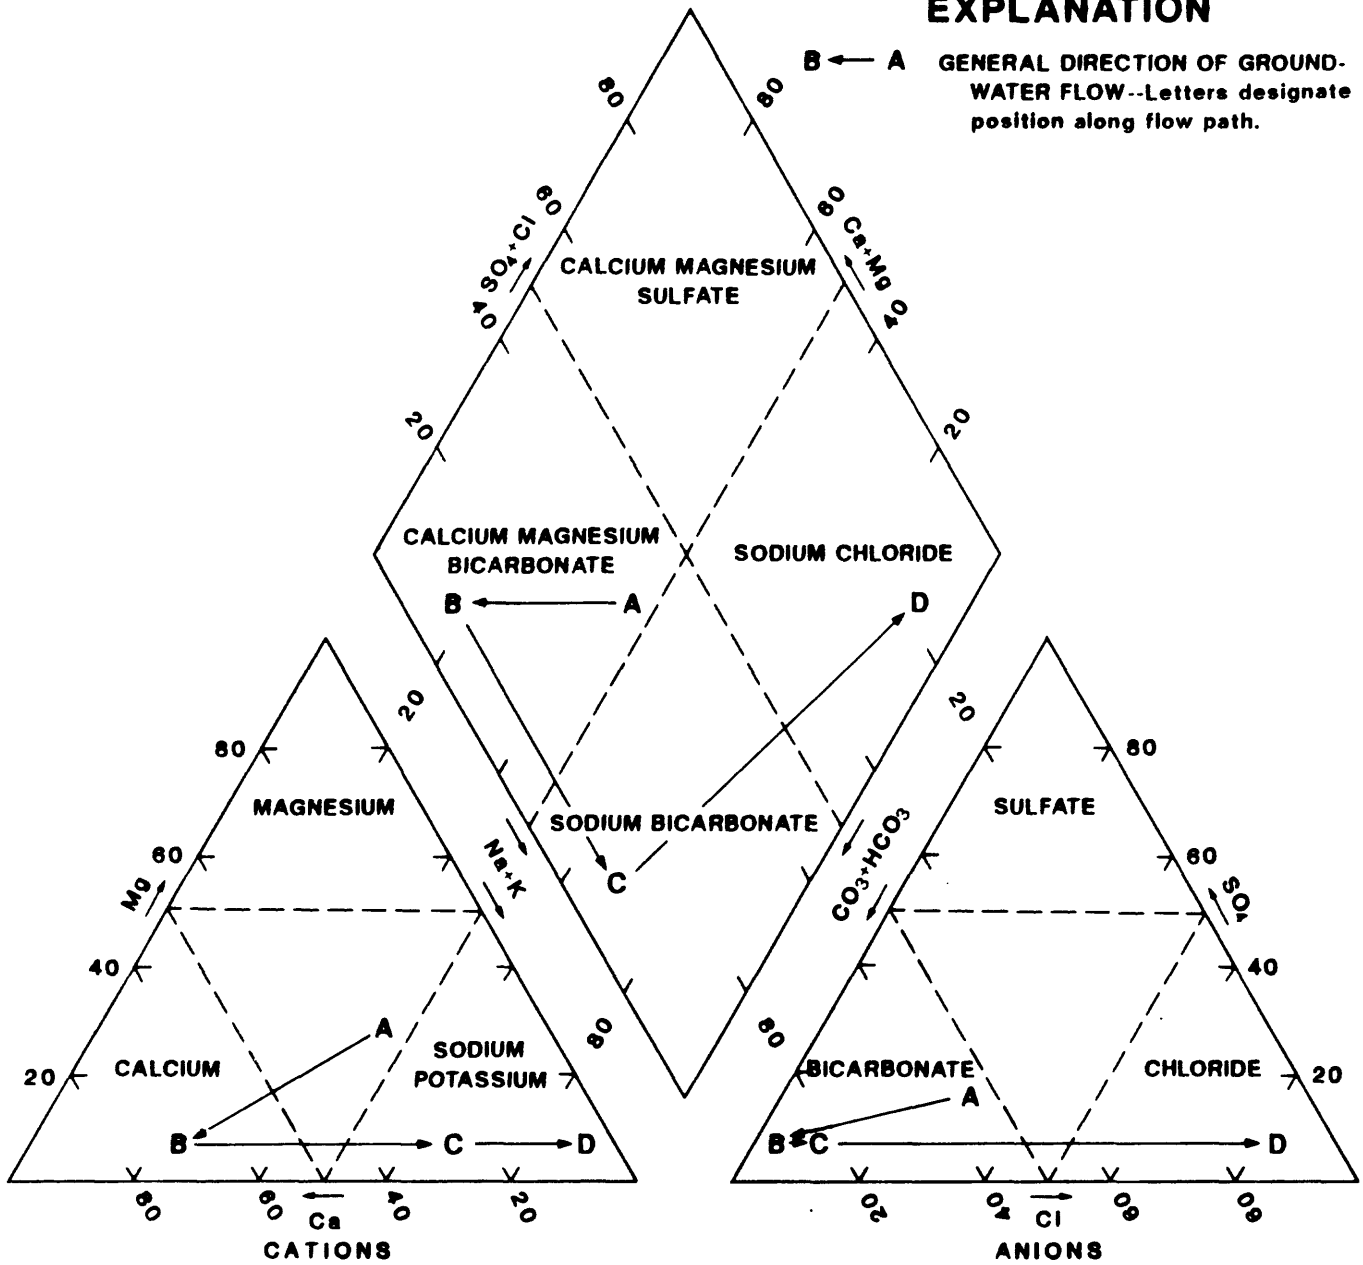 EXPLANATION
B ← A GENERAL DIRECTION OF GROUND-
WATER FLOW--Letters designate
position along flow path.
80
80
60
60
SO₄+Cl
Ca+Mg
40
40
20
20
CALCIUM MAGNESIUM
SULFATE
CALCIUM MAGNESIUM
BICARBONATE
SODIUM CHLORIDE
B
A
D
SODIUM BICARBONATE
C
20
Na+K
80
20
CO₃+HCO₃
80
80
MAGNESIUM
60
Mg
40
A
CALCIUM
SODIUM
POTASSIUM
20
B
C
D
80
60
40
20
Ca
CATIONS
80
SULFATE
60
SO₄
40
BICARBONATE
CHLORIDE
20
A
B
C
D
20
40
60
80
Cl
ANIONS